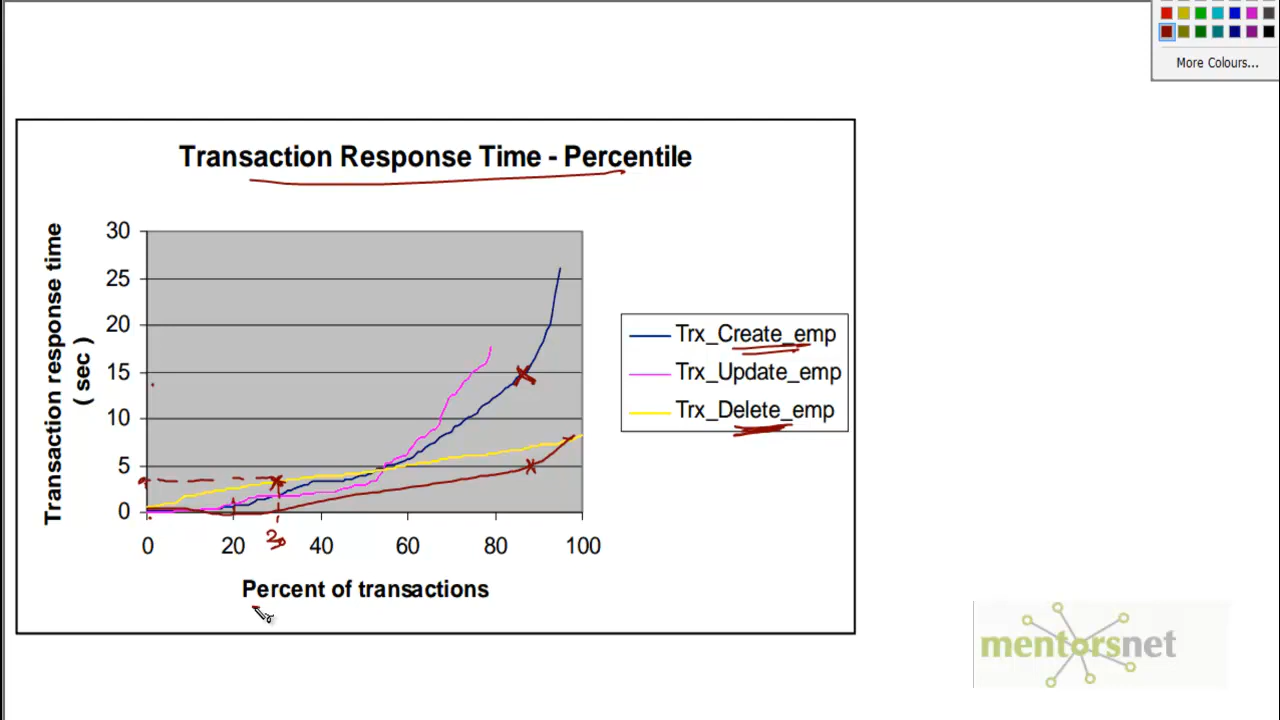 More Colours...
Transaction Response Time - Percentile
Transaction response time
( sec )
30
25
20
15
10
5
0
0 20 40 60 80 100
30
Percent of transactions
Trx_Create_emp
Trx_Update_emp
Trx_Delete_emp
mentorsnet